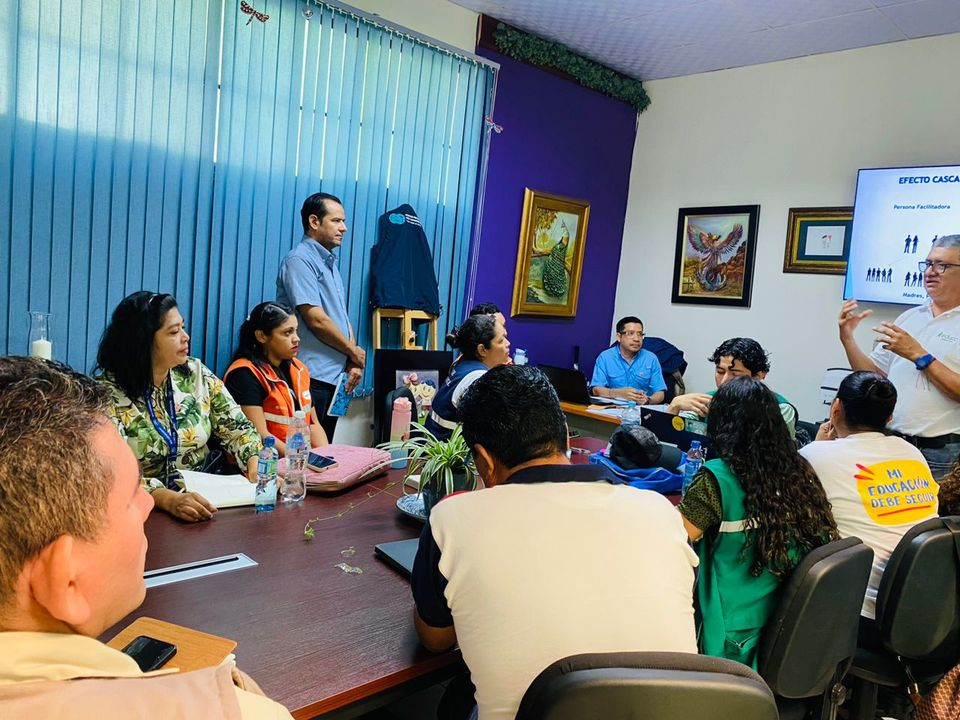 EFECTO CASCA
Persona Facilitadora
Madres,
MI
EDUCACIÓN
DEBE SEGUIR